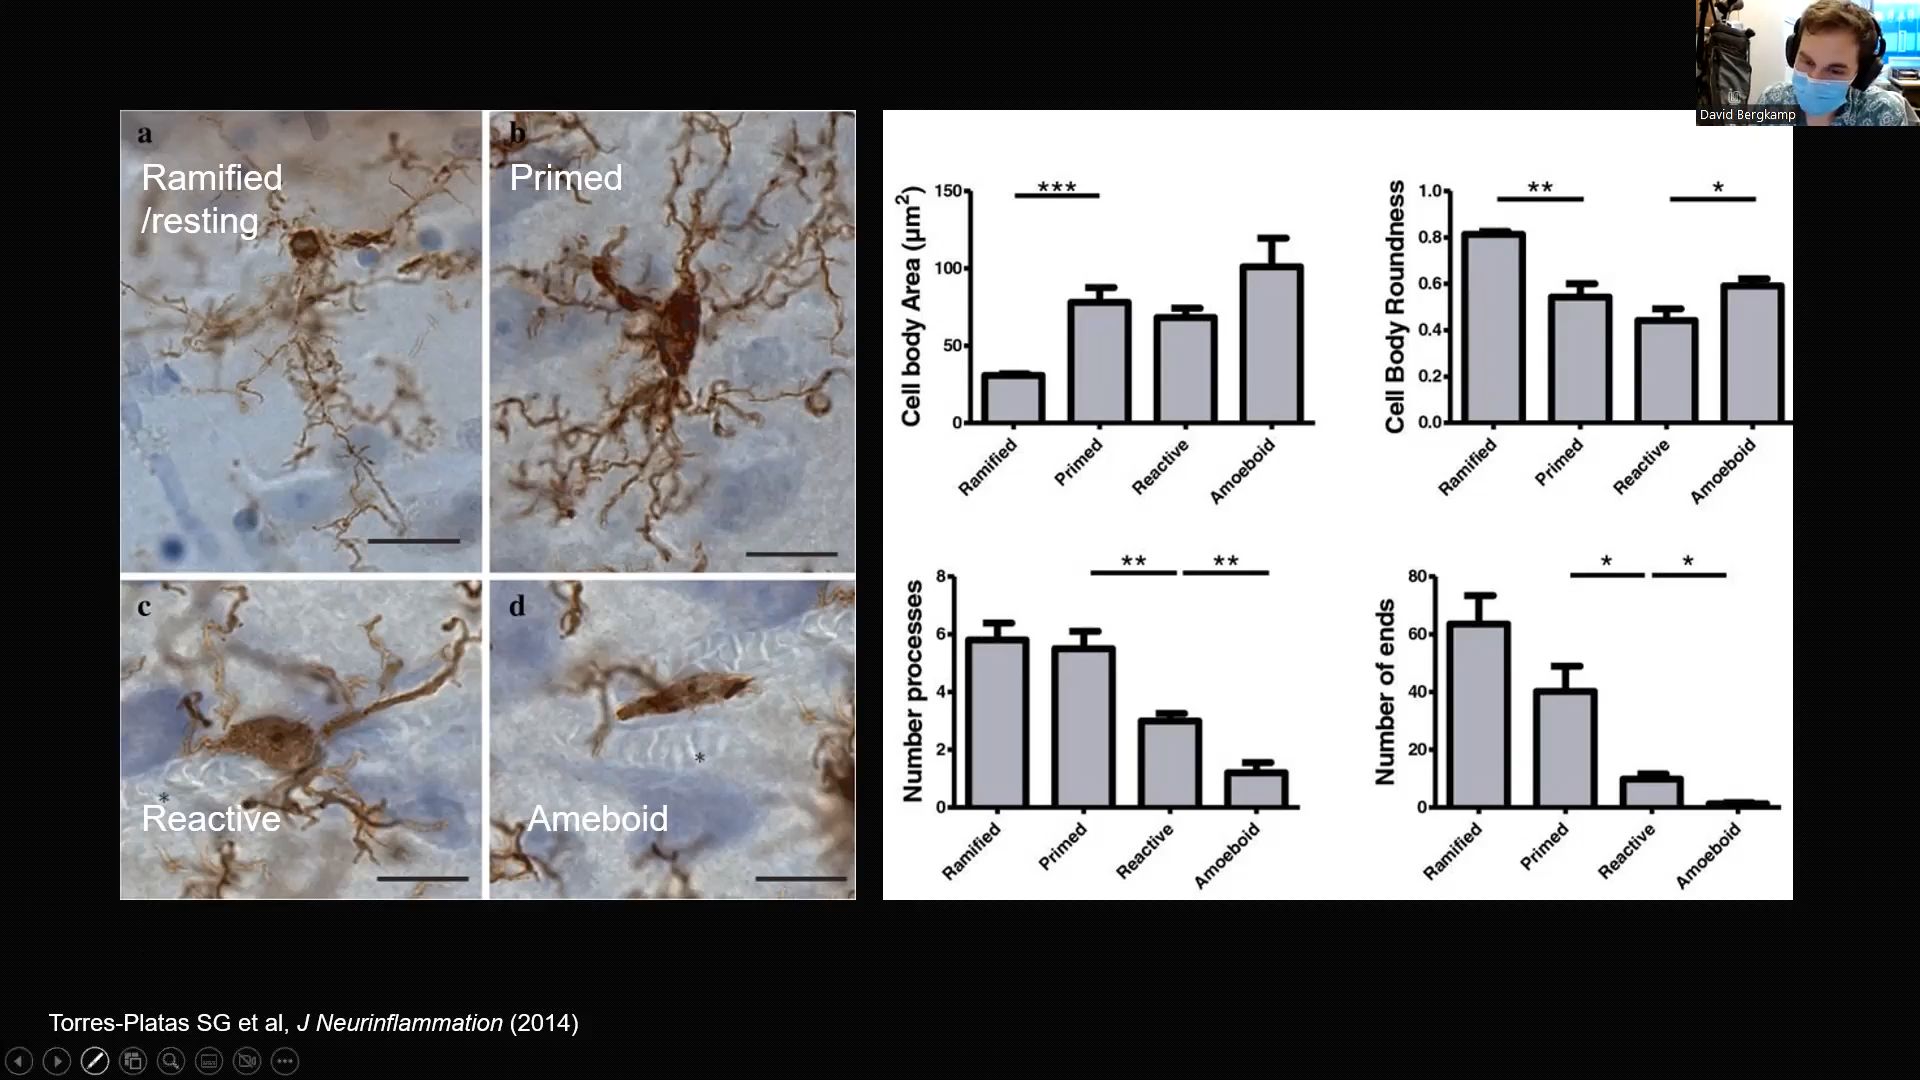 David Bergkamp
a
Ramified
/resting
b
Primed
c
*
Reactive
d
*
Ameboid
Cell body Area (µm²)
150
100
50
0
***
Ramified
Primed
Reactive
Amoeboid
Cell Body Roundness
1.0
0.8
0.6
0.4
0.2
0.0
**
*
Ramified
Primed
Reactive
Amoeboid
Number processes
8
6
4
2
0
**
**
Ramified
Primed
Reactive
Amoeboid
Number of ends
80
60
40
20
0
*
*
Ramified
Primed
Reactive
Amoeboid
Torres-Platas SG et al, J Neurinflammation (2014)